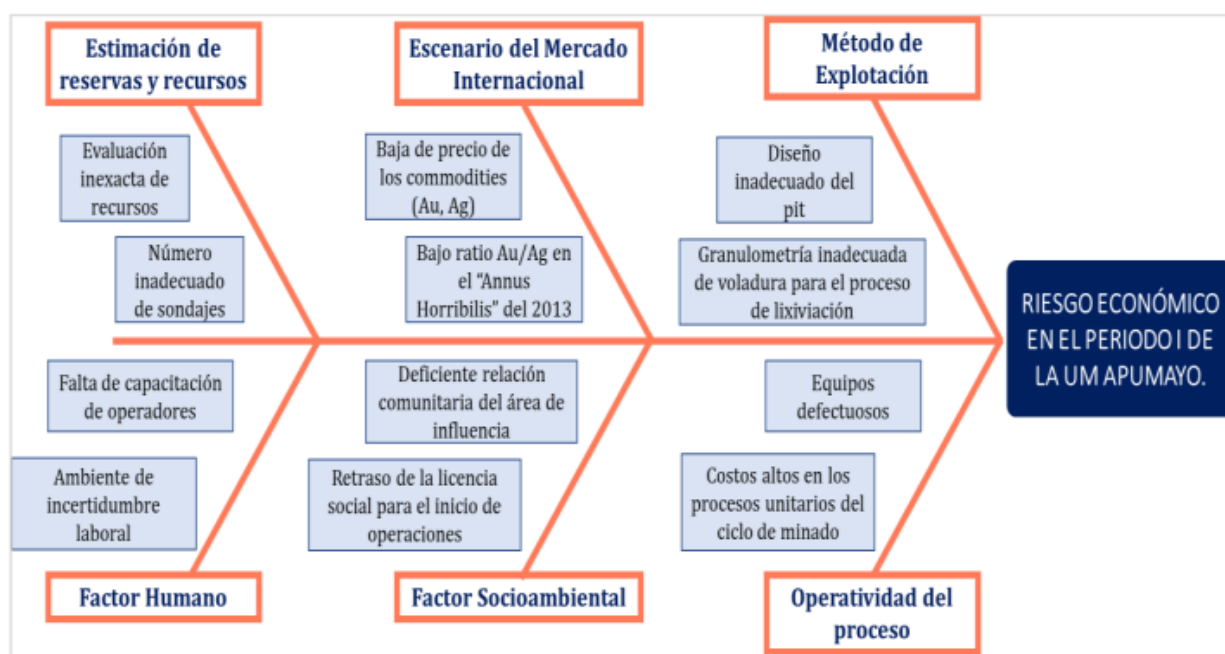 Estimación de
reservas y recursos
Escenario del Mercado
Internacional
Método de
Explotación
Evaluación
inexacta de
recursos
Baja de precio de
los commodities
(Au, Ag)
Diseño
inadecuado del
pit
Número
inadecuado
de sondajes
Bajo ratio Au/Ag en
el “Annus
Horribilis” del 2013
Granulometría inadecuada
de voladura para el proceso
de lixiviación
RIESGO ECONÓMICO
EN EL PERIODO I DE
LA UM APUMAYO.
Falta de capacitación
de operadores
Deficiente relación
comunitaria del área de
influencia
Equipos
defectuosos
Ambiente de
incertidumbre
laboral
Retraso de la licencia
social para el inicio de
operaciones
Costos altos en los
procesos unitarios del
ciclo de minado
Factor Humano
Factor Socioambiental
Operatividad del
proceso